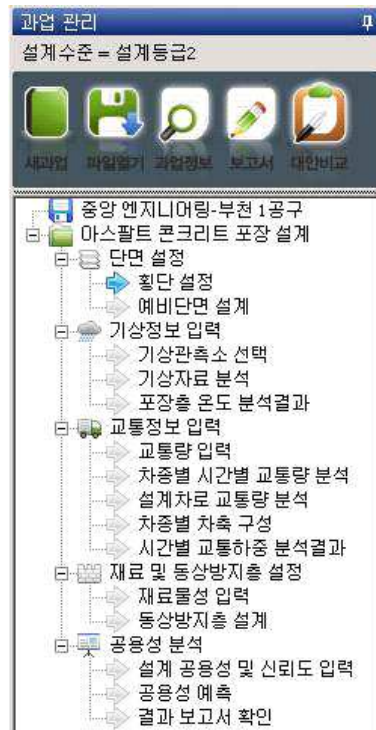 과업 관리
설계수준 = 설계등급2
새과업 파일열기 과업정보 보고서 대안비교
중앙 엔지니어링-부천 1공구
아스팔트 콘크리트 포장 설계
단면 설정
횡단 설정
예비단면 설계
기상정보 입력
기상관측소 선택
기상자료 분석
포장층 온도 분석결과
교통정보 입력
교통량 입력
차종별 시간별 교통량 분석
설계차로 교통량 분석
차종별 차축 구성
시간별 교통하중 분석결과
재료 및 동상방지층 설정
재료물성 입력
동상방지층 설계
공용성 분석
설계 공용성 및 신뢰도 입력
공용성 예측
결과 보고서 확인